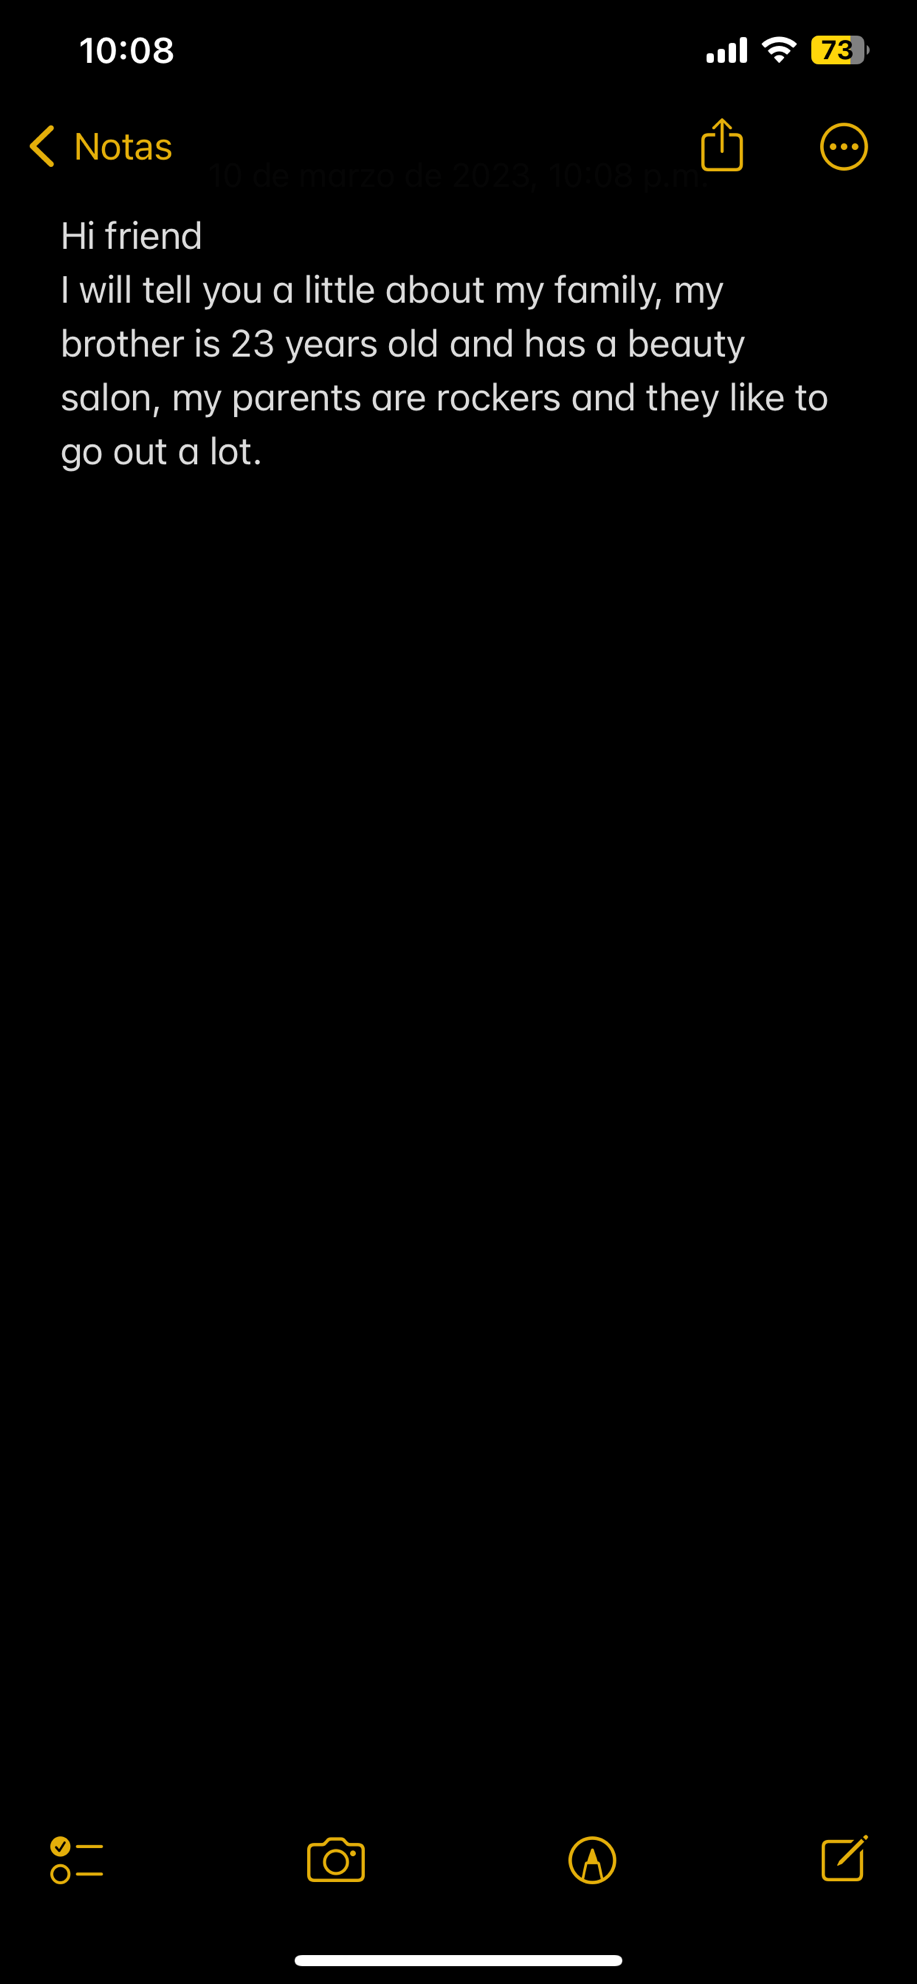 10:08
73
Notas
10 de marzo de 2023, 10:08 p.m.
Hi friend
I will tell you a little about my family, my
brother is 23 years old and has a beauty
salon, my parents are rockers and they like to
go out a lot.